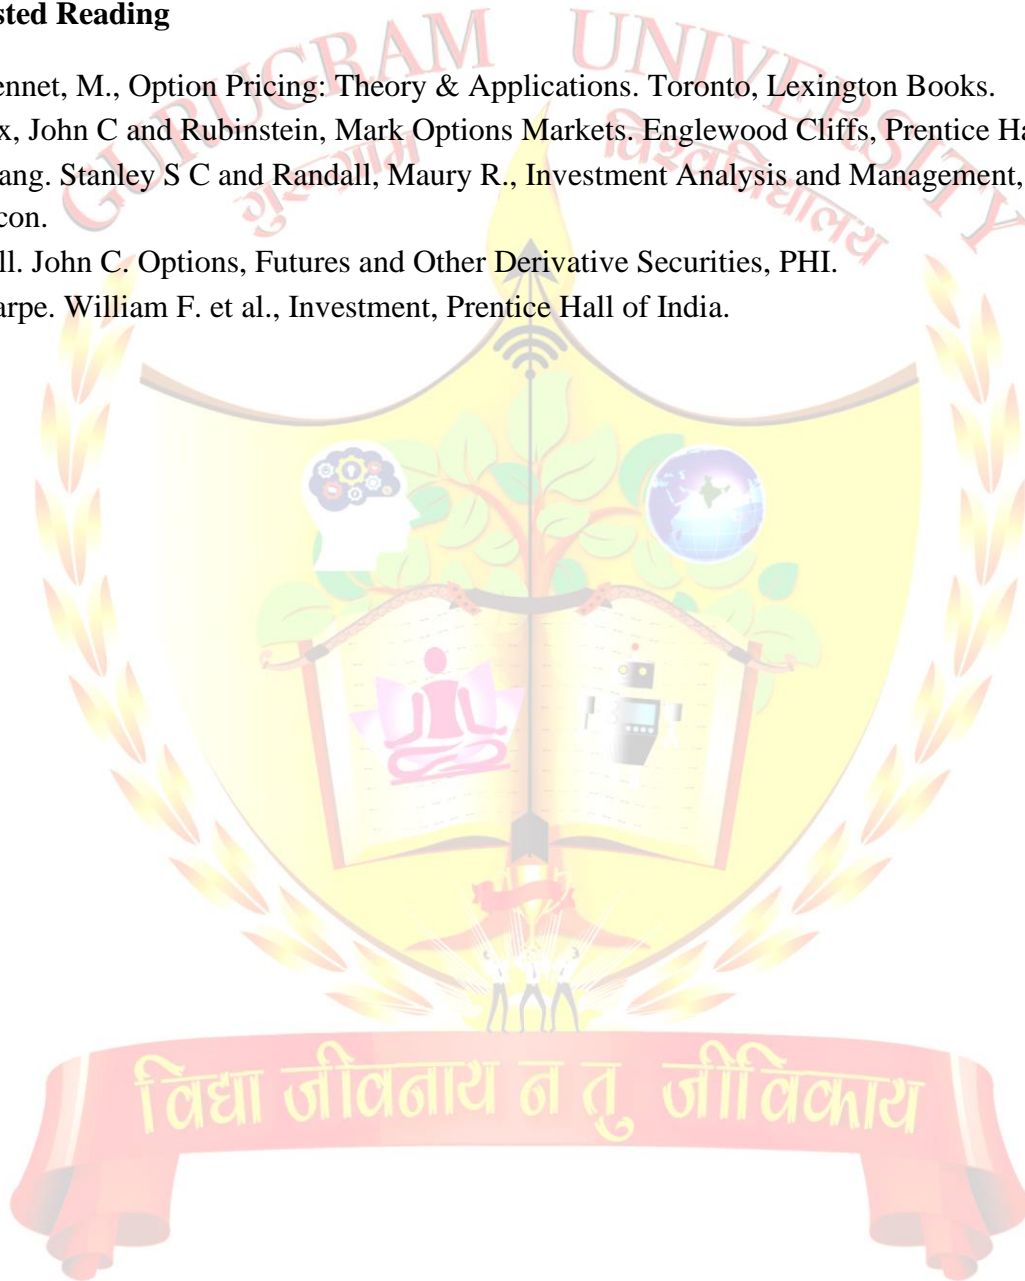 sted Reading
GURUGRAM UNIVERSITY
गुरुग्राम विश्वविद्यालय
ennet, M., Option Pricing: Theory & Applications. Toronto, Lexington Books.
x, John C and Rubinstein, Mark Options Markets. Englewood Cliffs, Prentice Ha
ang. Stanley S C and Randall, Maury R., Investment Analysis and Management,
con.
ll. John C. Options, Futures and Other Derivative Securities, PHI.
arpe. William F. et al., Investment, Prentice Hall of India.
विद्या जीवनाय न तु जीविकाय